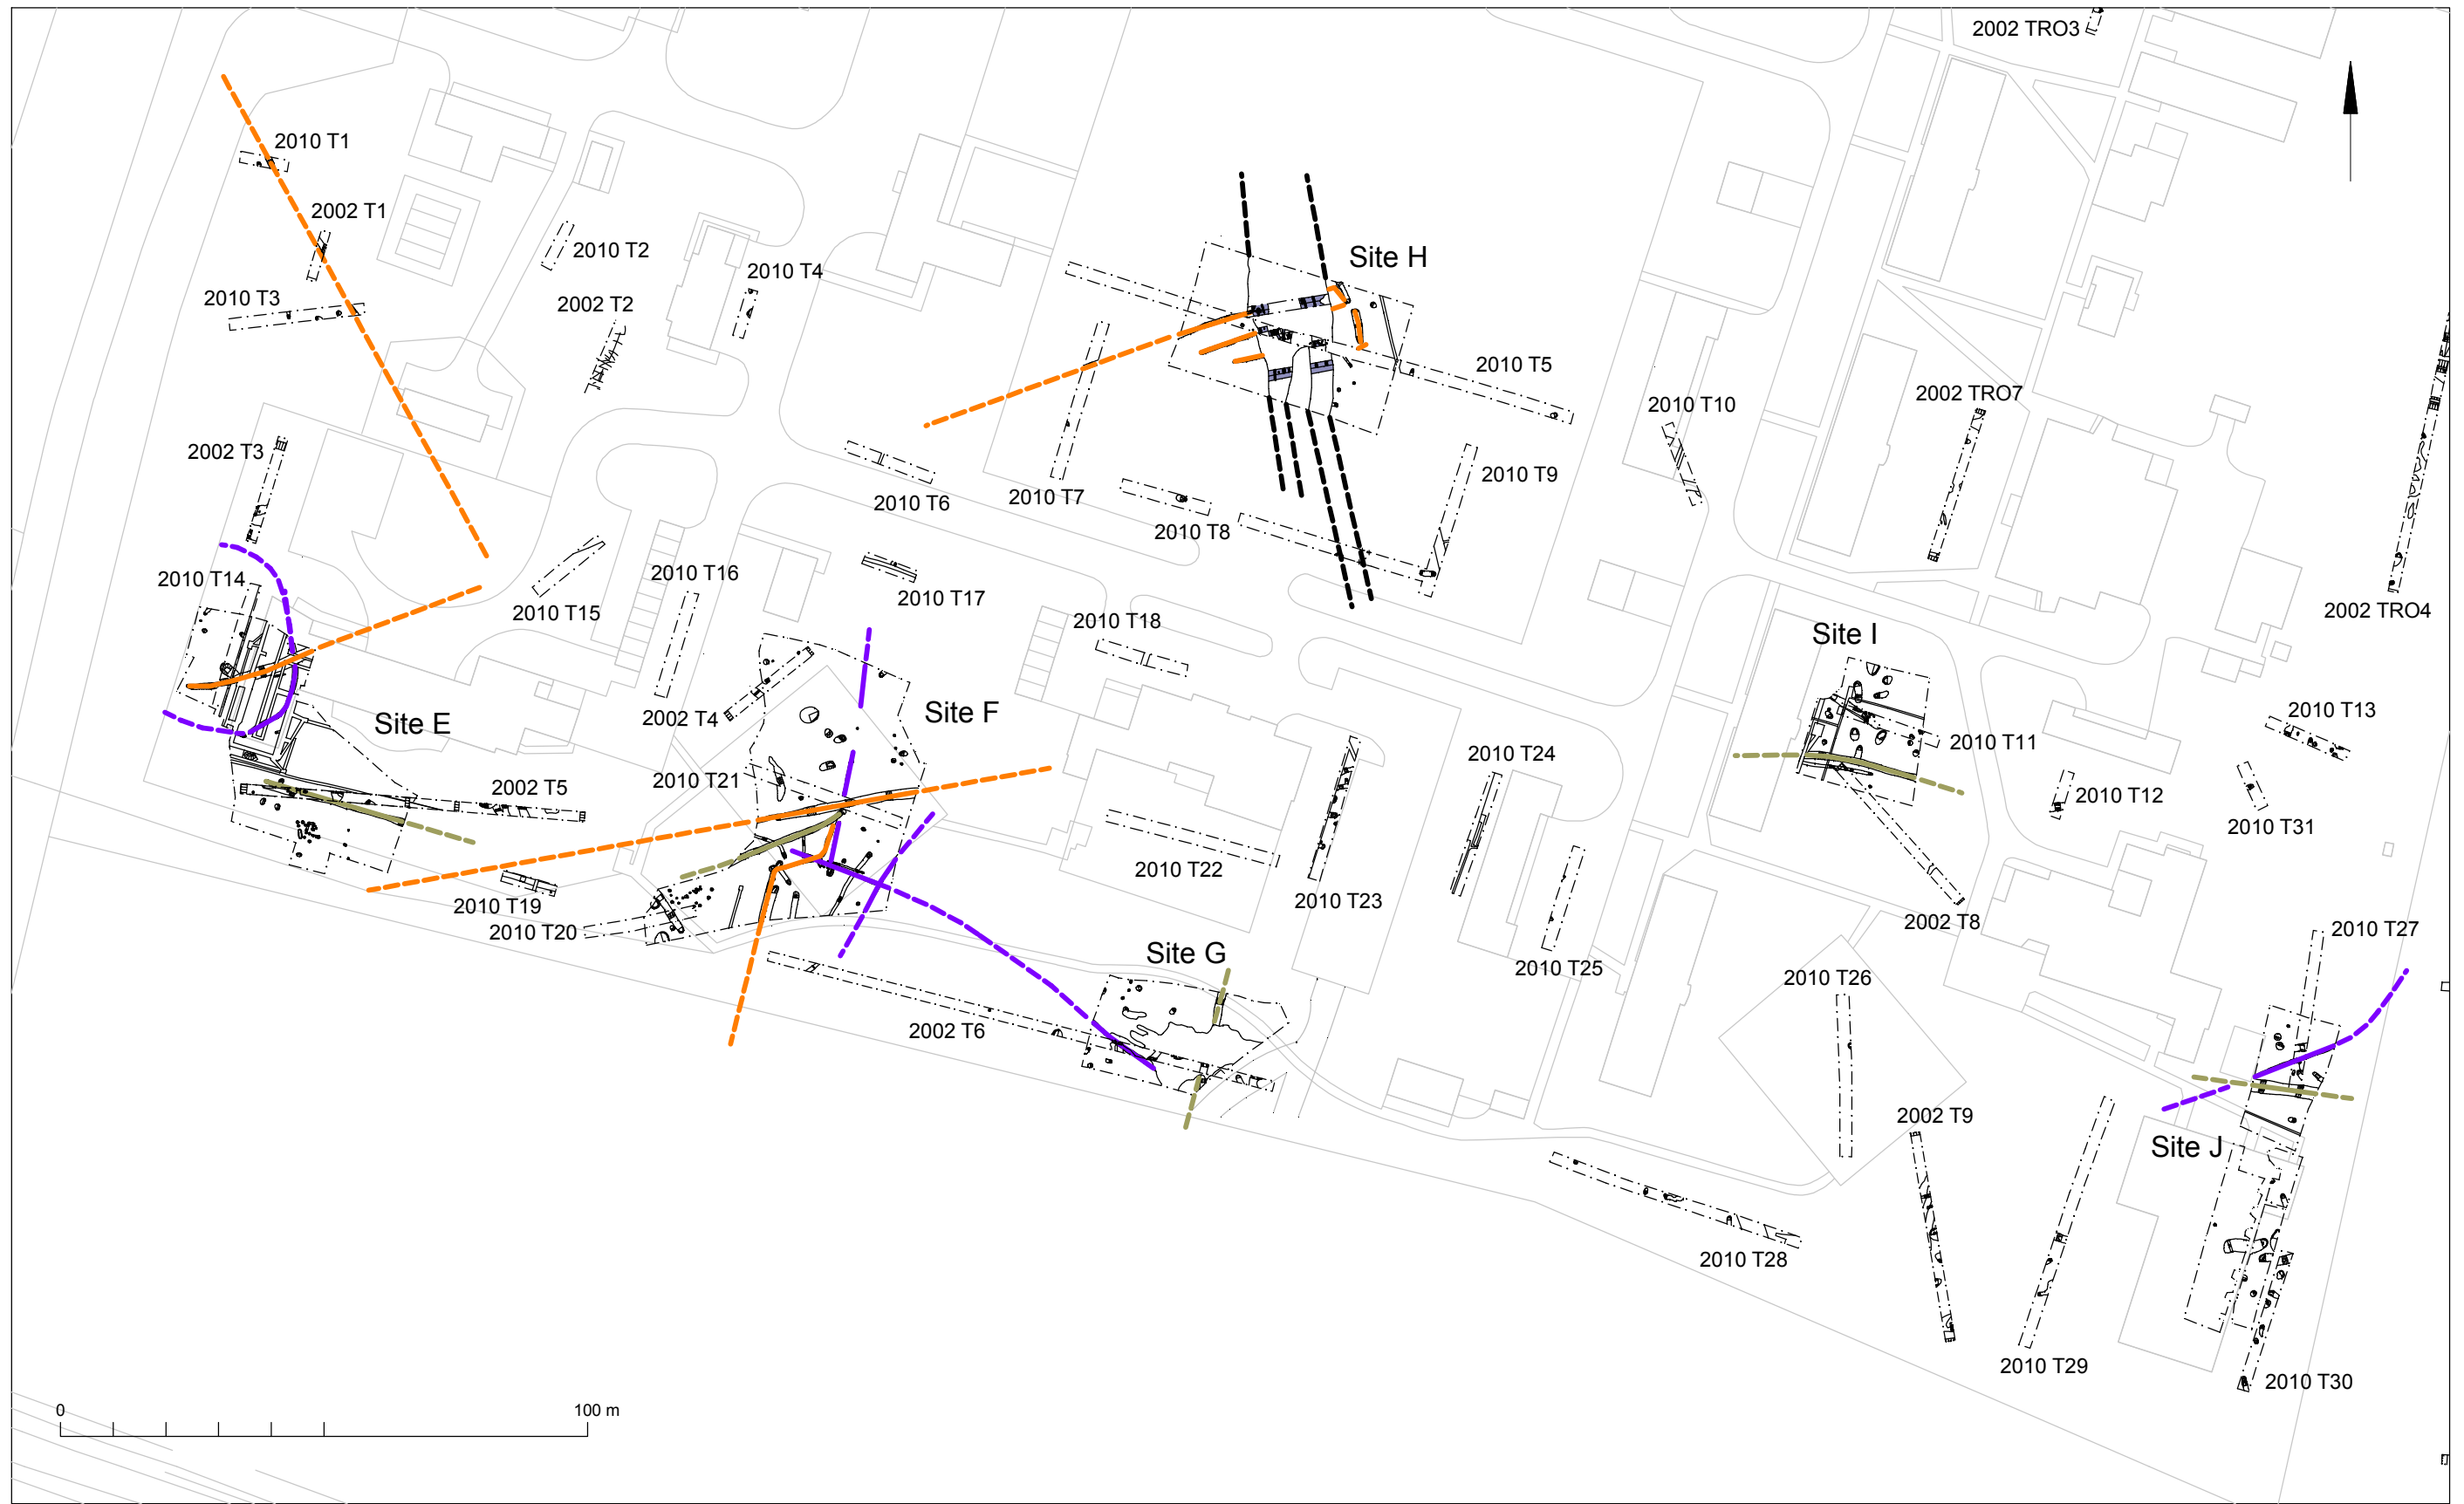 2002 TRO3
2010 T1
2002 T1
2010 T2
Site H
2010 T4
2010 T3
2002 T2
2010 T5
2002 TRO7
2010 T10
2002 T3
2010 T9
2010 T7
2010 T6
2010 T8
2010 T16
2010 T14
2010 T17
2010 T15
2002 TRO4
2010 T18
Site I
2010 T13
Site F
2002 T4
Site E
2010 T11
2010 T24
2010 T21
2002 T5
2010 T12
2010 T31
2010 T22
2010 T23
2010 T19
2002 T8
2010 T27
2010 T20
Site G
2010 T25
2010 T26
2002 T6
2002 T9
Site J
2010 T28
2010 T29
2010 T30
0 100 m